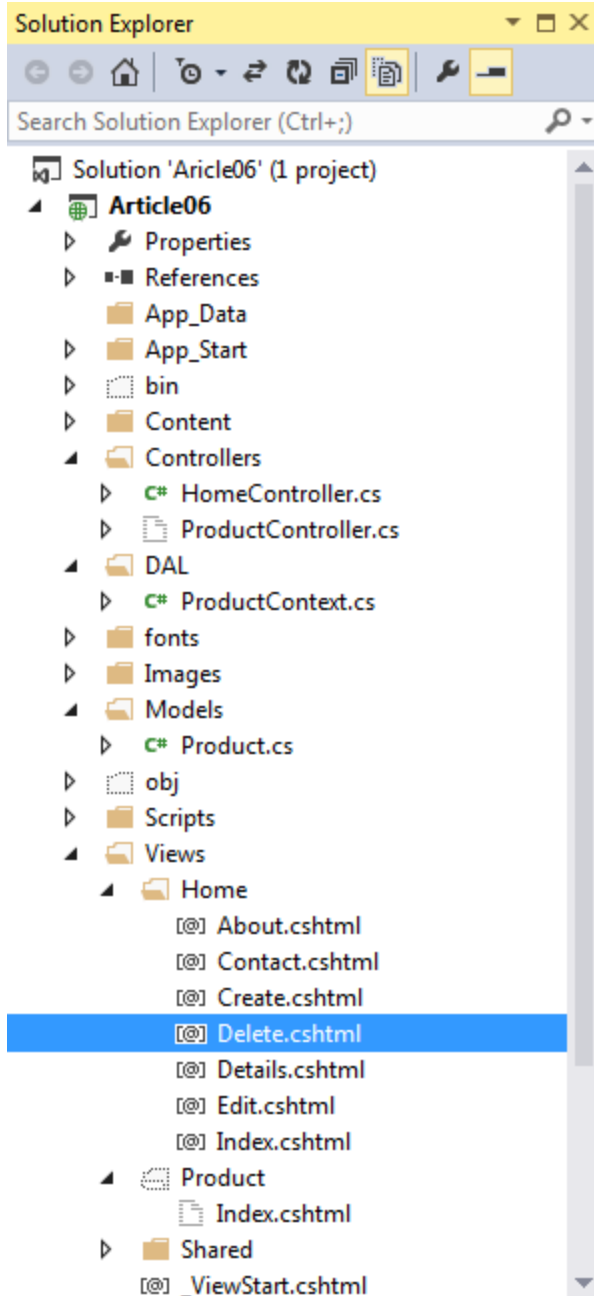 Solution Explorer
Search Solution Explorer (Ctrl+;)
Solution 'Aricle06' (1 project)
Article06
Properties
References
App_Data
App_Start
bin
Content
Controllers
C# HomeController.cs
ProductController.cs
DAL
C# ProductContext.cs
fonts
Images
Models
C# Product.cs
obj
Scripts
Views
Home
[@] About.cshtml
[@] Contact.cshtml
[@] Create.cshtml
[@] Delete.cshtml
[@] Details.cshtml
[@] Edit.cshtml
[@] Index.cshtml
Product
Index.cshtml
Shared
[@] _ViewStart.cshtml